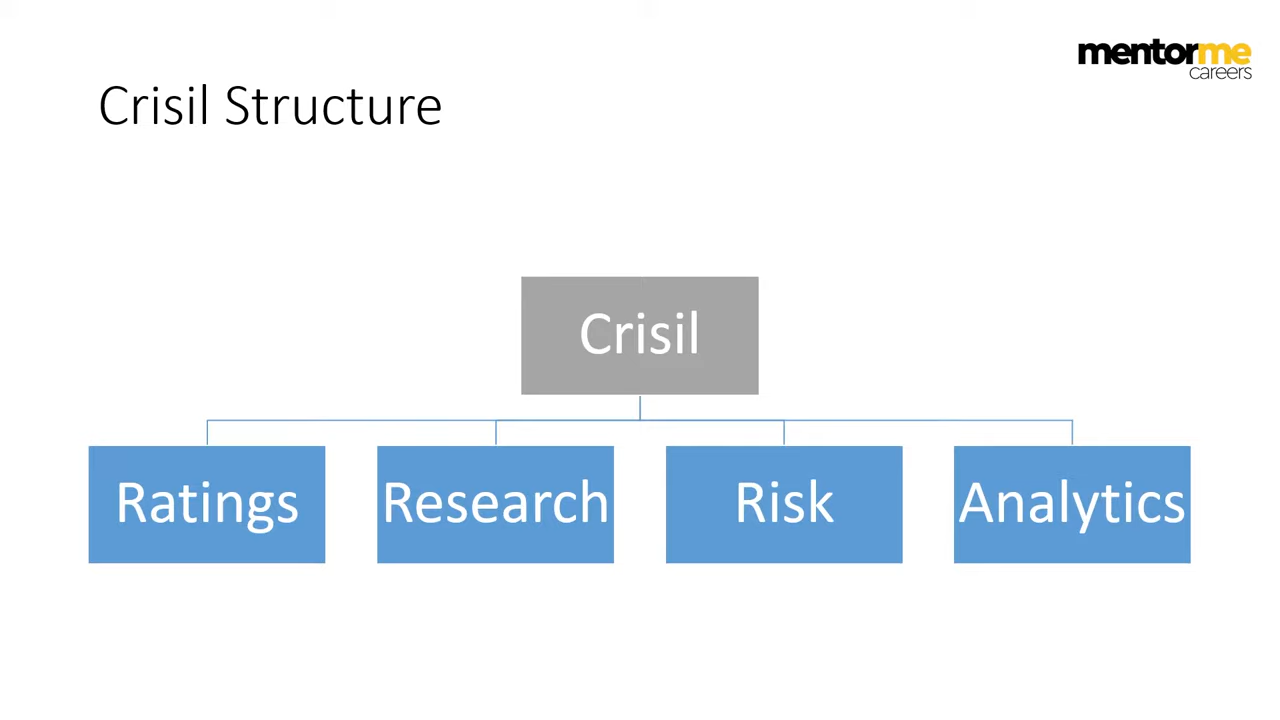 mentorme
careers
Crisil Structure
Crisil
Ratings
Research
Risk
Analytics